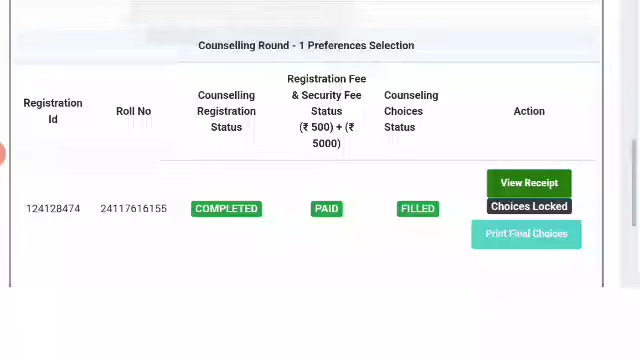 Counselling Round - 1 Preferences Selection
Registration Id
Roll No
Counselling Registration Status
Registration Fee & Security Fee Status (₹ 500) + (₹ 5000)
Counseling Choices Status
Action
124128474
24117616155
COMPLETED
PAID
FILLED
View Receipt
Choices Locked
Print Final Choices